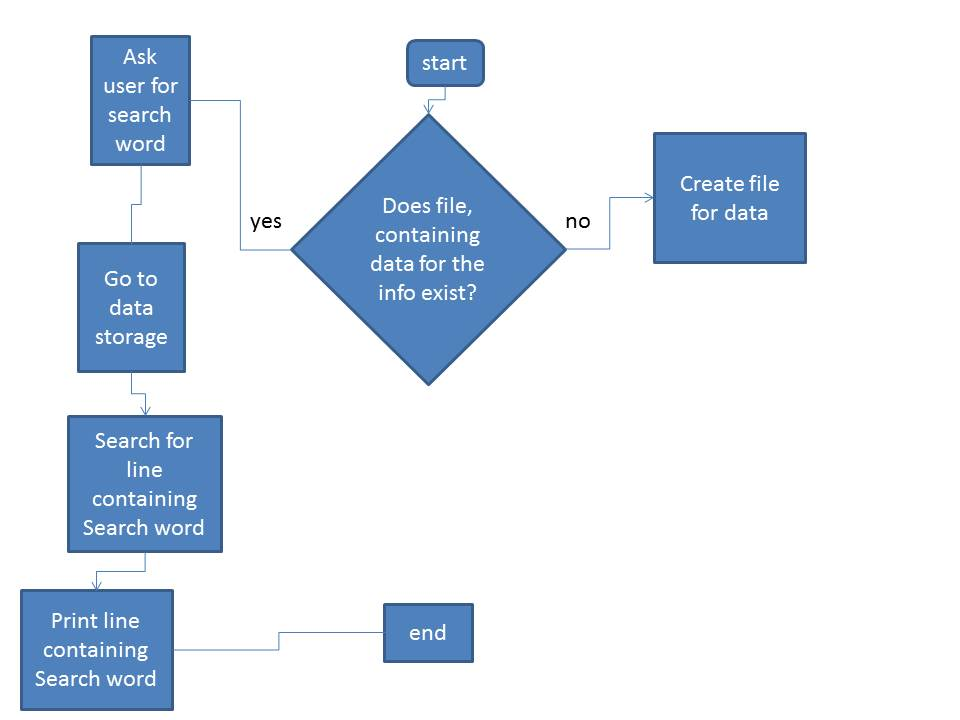 start
Does file,
containing
data for the
info exist?
yes
no
Ask
user for
search
word
Create file
for data
Go to
data
storage
Search for
line
containing
Search word
Print line
containing
Search word
end